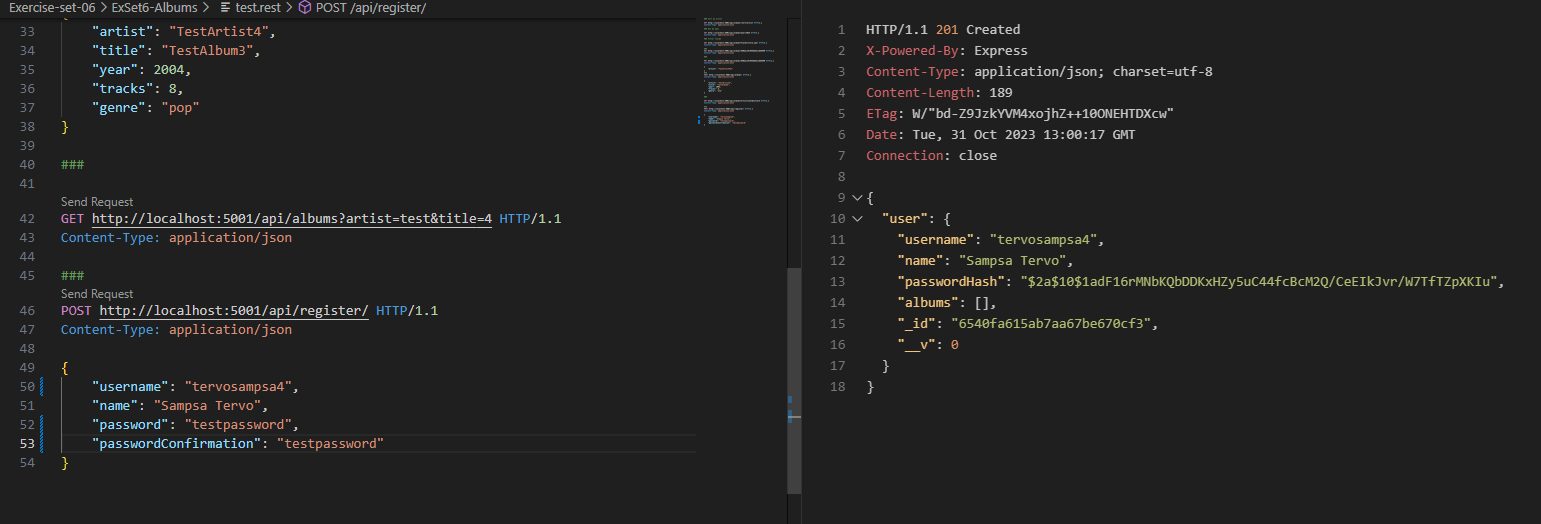 Exercise-set-06 > ExSet6-Albums > test.rest > POST /api/register/
33 "artist": "TestArtist4",
34 "title": "TestAlbum3",
35 "year": 2004,
36 "tracks": 8,
37 "genre": "pop"
38 }
39
40 ###
41
Send Request
42 GET http://localhost:5001/api/albums?artist=test&title=4 HTTP/1.1
43 Content-Type: application/json
44
45 ###
Send Request
46 POST http://localhost:5001/api/register/ HTTP/1.1
47 Content-Type: application/json
48
49 {
50 "username": "tervosampsa4",
51 "name": "Sampsa Tervo",
52 "password": "testpassword",
53 "passwordConfirmation": "testpassword"
54 }
1 HTTP/1.1 201 Created
2 X-Powered-By: Express
3 Content-Type: application/json; charset=utf-8
4 Content-Length: 189
5 ETag: W/"bd-Z9JzkYVM4xojhZ++10ONEHTDXcw"
6 Date: Tue, 31 Oct 2023 13:00:17 GMT
7 Connection: close
8
9 {
10 "user": {
11 "username": "tervosampsa4",
12 "name": "Sampsa Tervo",
13 "passwordHash": "$2a$10$1adF16rMNbKQbDDKxHZy5uC44fcBcM2Q/CeEIkJvr/W7TfTZpXKIu",
14 "albums": [],
15 "_id": "6540fa615ab7aa67be670cf3",
16 "__v": 0
17 }
18 }